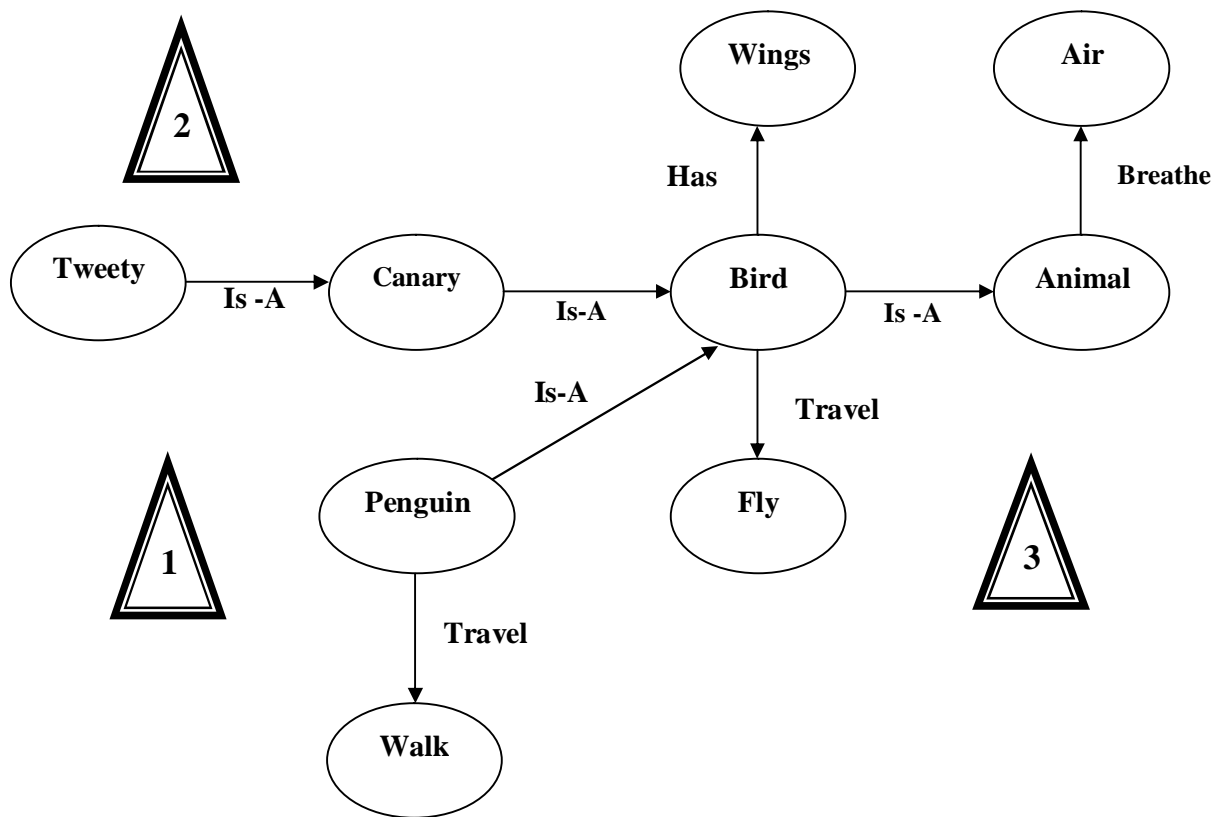 Wings
Air
2
Has
Breathe
Tweety
Canary
Bird
Animal
Is -A
Is-A
Is -A
Is-A
Travel
Penguin
Fly
1
3
Travel
Walk